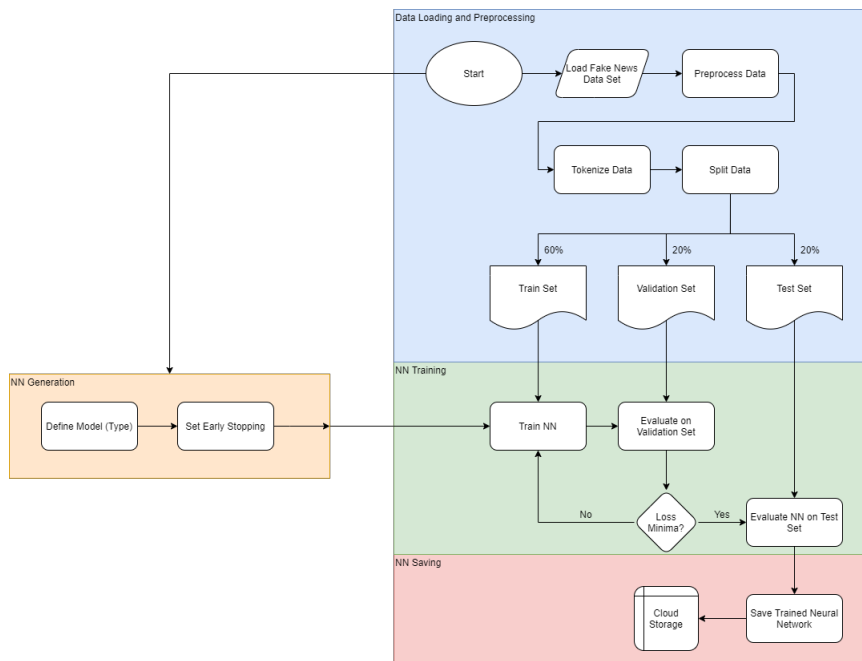 Data Loading and Preprocessing
Start
Load Fake News
Data Set
Preprocess Data
Tokenize Data
Split Data
60%
20%
20%
Train Set
Validation Set
Test Set
NN Generation
Define Model (Type)
Set Early Stopping
NN Training
Train NN
Evaluate on
Validation Set
No
Loss
Minima?
Yes
Evaluate NN on Test
Set
NN Saving
Cloud
Storage
Save Trained Neural
Network